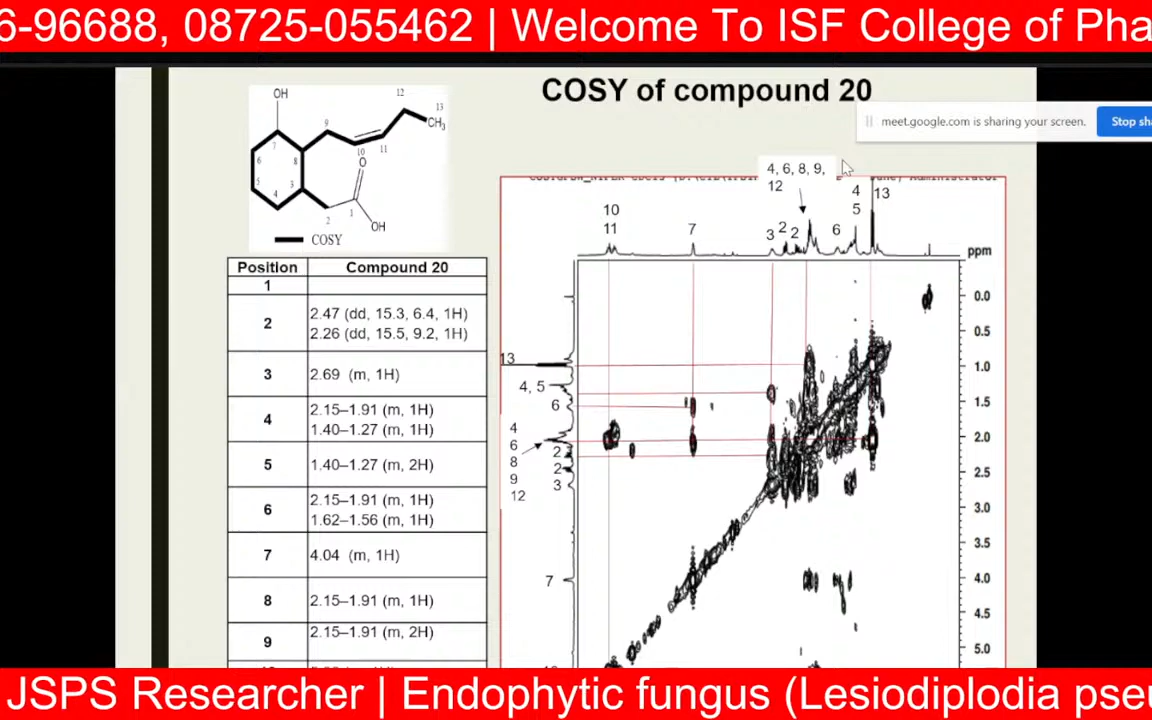 6-96688, 08725-055462 | Welcome To ISF College of Pha
COSY of compound 20
meet.google.com is sharing your screen.
Stop sha
OH
12
13
CH3
9
10
11
7
8
6
5
4
3
2
1
O
OH
COSY
Position Compound 20
1
2 2.47 (dd, 15.3, 6.4, 1H)
2.26 (dd, 15.5, 9.2, 1H)
3 2.69 (m, 1H)
4 2.15–1.91 (m, 1H)
1.40–1.27 (m, 1H)
5 1.40–1.27 (m, 2H)
6 2.15–1.91 (m, 1H)
1.62–1.56 (m, 1H)
7 4.04 (m, 1H)
8 2.15–1.91 (m, 1H)
9 2.15–1.91 (m, 2H)
4, 6, 8, 9,
12
10
11
7
3
2
2
6
4
5
13
ppm
13
4, 5
6
4
6
8
9
12
2
2
3
7
0.0
0.5
1.0
1.5
2.0
2.5
3.0
3.5
4.0
4.5
5.0
JSPS Researcher | Endophytic fungus (Lesiodiplodia pseu